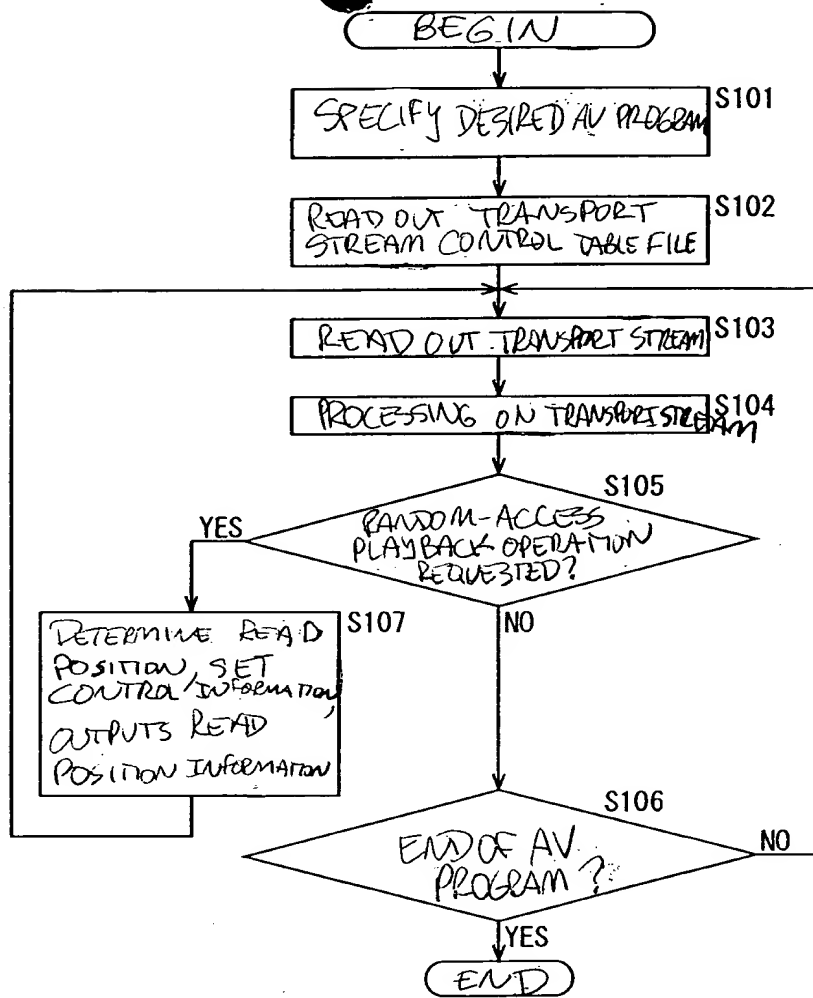 BEGIN
S101
SPECIFY DESIRED AV PROGRAM
S102
READ OUT TRANSPORT
STREAM CONTROL TABLE FILE
S103
READ OUT TRANSPORT STREAM
S104
PROCESSING ON TRANSPORT STREAM
S105
RANDOM-ACCESS
PLAYBACK OPERATION
REQUESTED?
YES
NO
S107
DETERMINE READ
POSITION, SET
CONTROL INFORMATION,
OUTPUTS READ
POSITION INFORMATION
S106
END OF AV
PROGRAM?
NO
YES
END